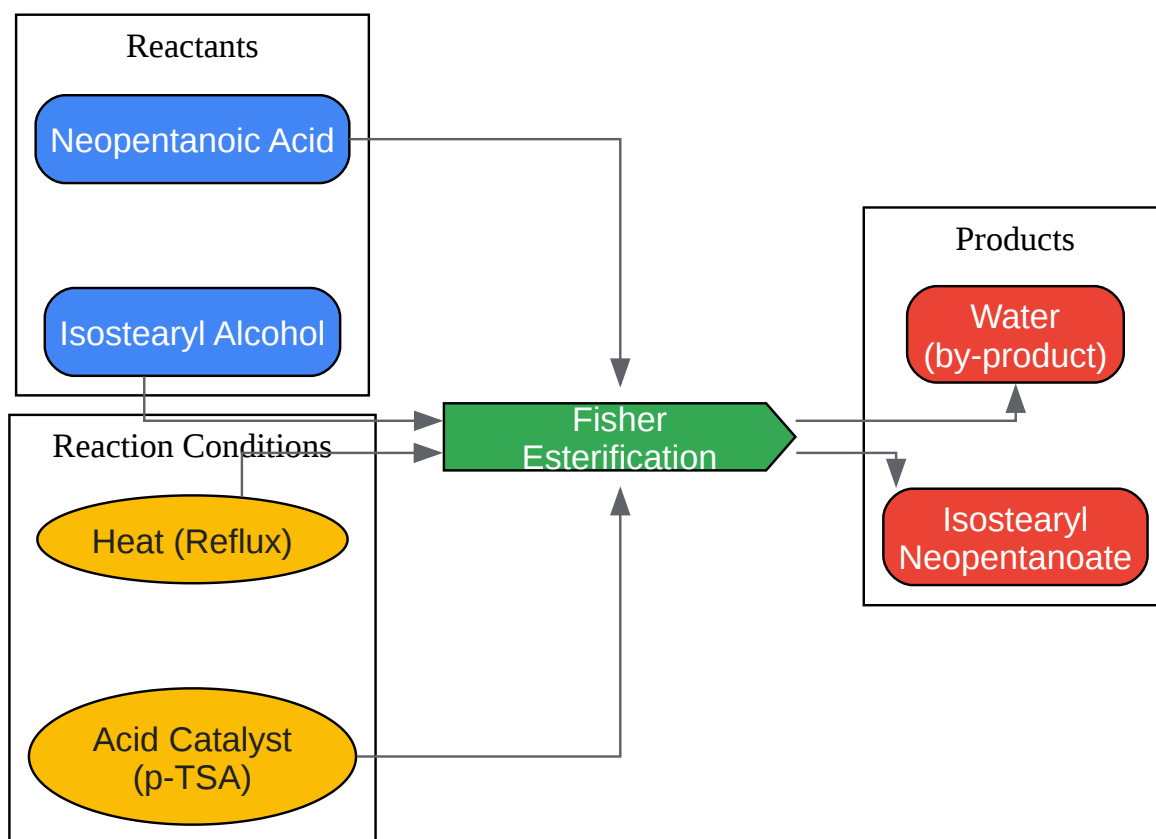 Reactants
Neopentanoic Acid
Isostearyl Alcohol
Reaction Conditions
Heat (Reflux)
Acid Catalyst
(p-TSA)
Fisher
Esterification
Products
Water
(by-product)
Isostearyl
Neopentanoate